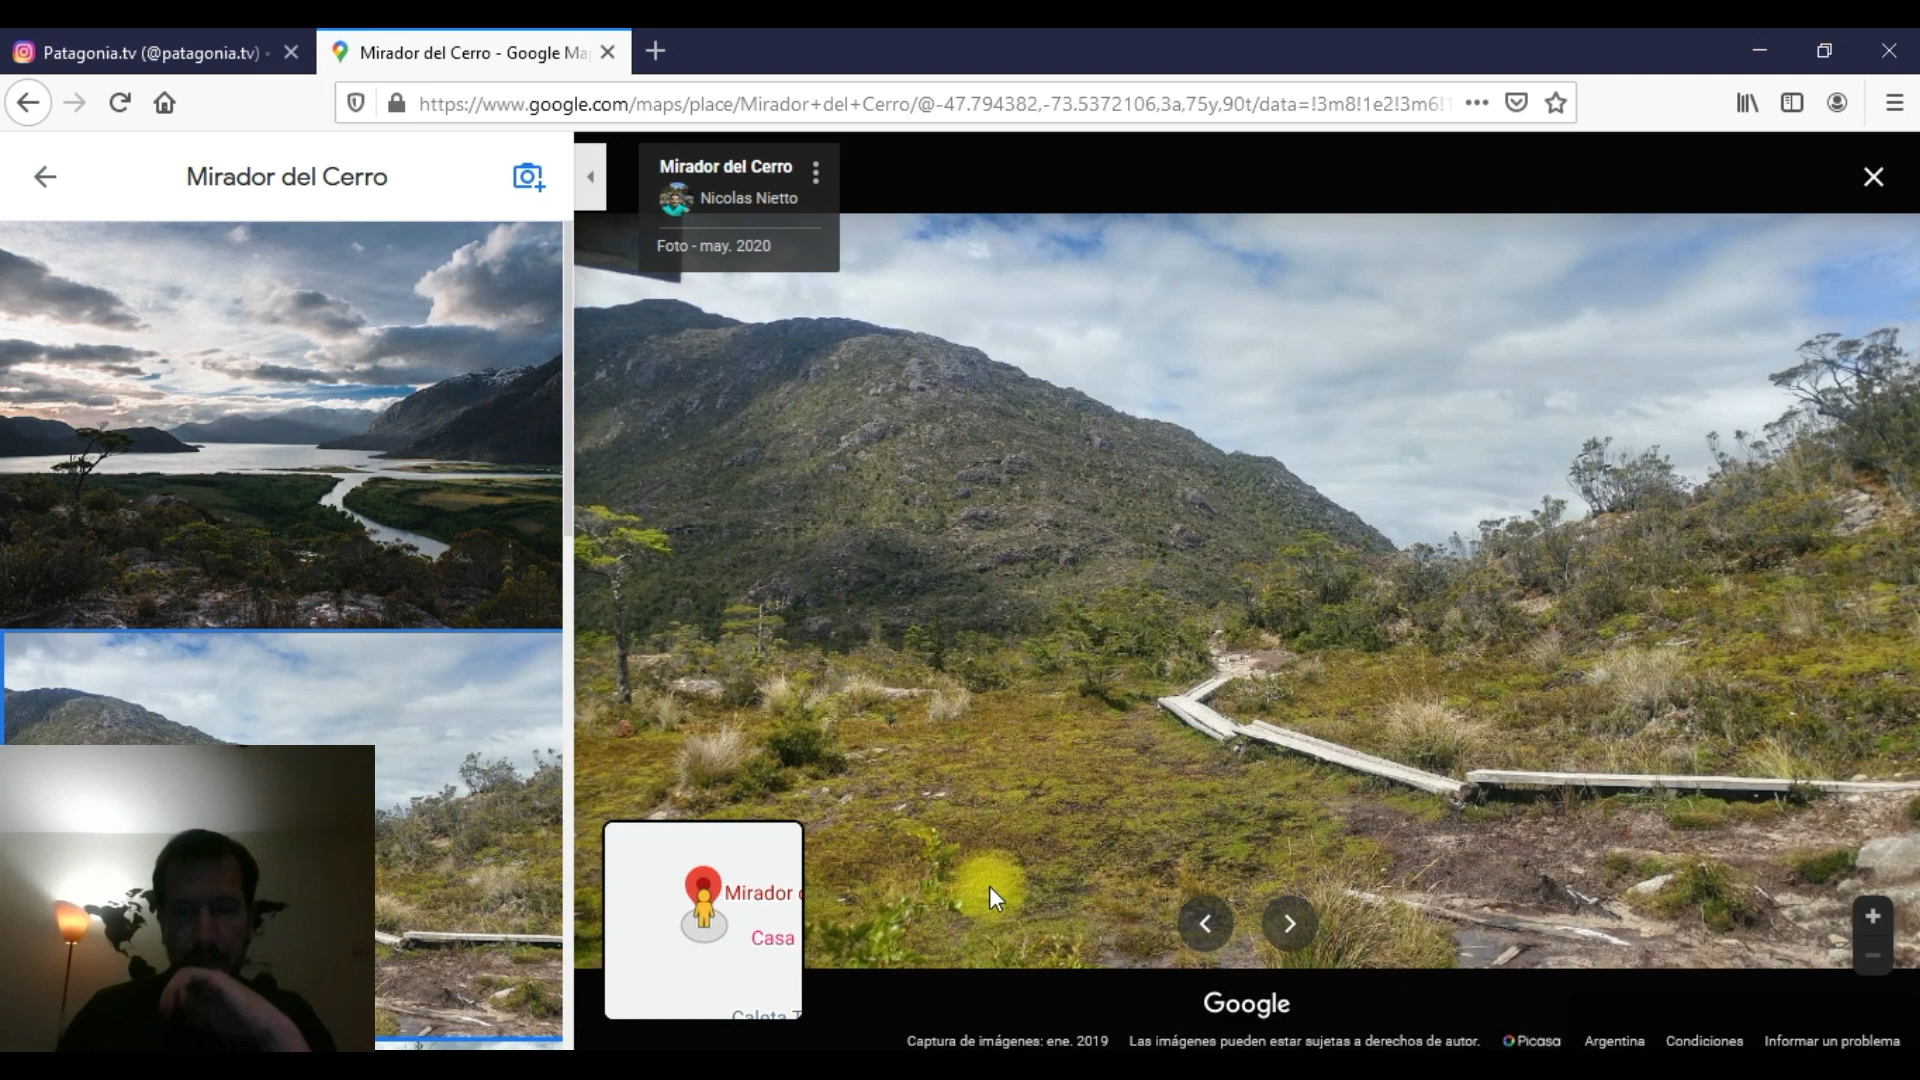 Patagonia.tv (@patagonia.tv)
Mirador del Cerro - Google Ma
https://www.google.com/maps/place/Mirador+del+Cerro/@-47.794382,-73.5372106,3a,75y,90t/data=!3m8!1e2!3m6!1
Mirador del Cerro
Mirador del Cerro
Nicolas Nietto
Foto - may. 2020
Mirador
Casa
Caleta T
Google
Captura de imágenes: ene. 2019 Las imágenes pueden estar sujetas a derechos de autor. Picasa Argentina Condiciones Informar un problema